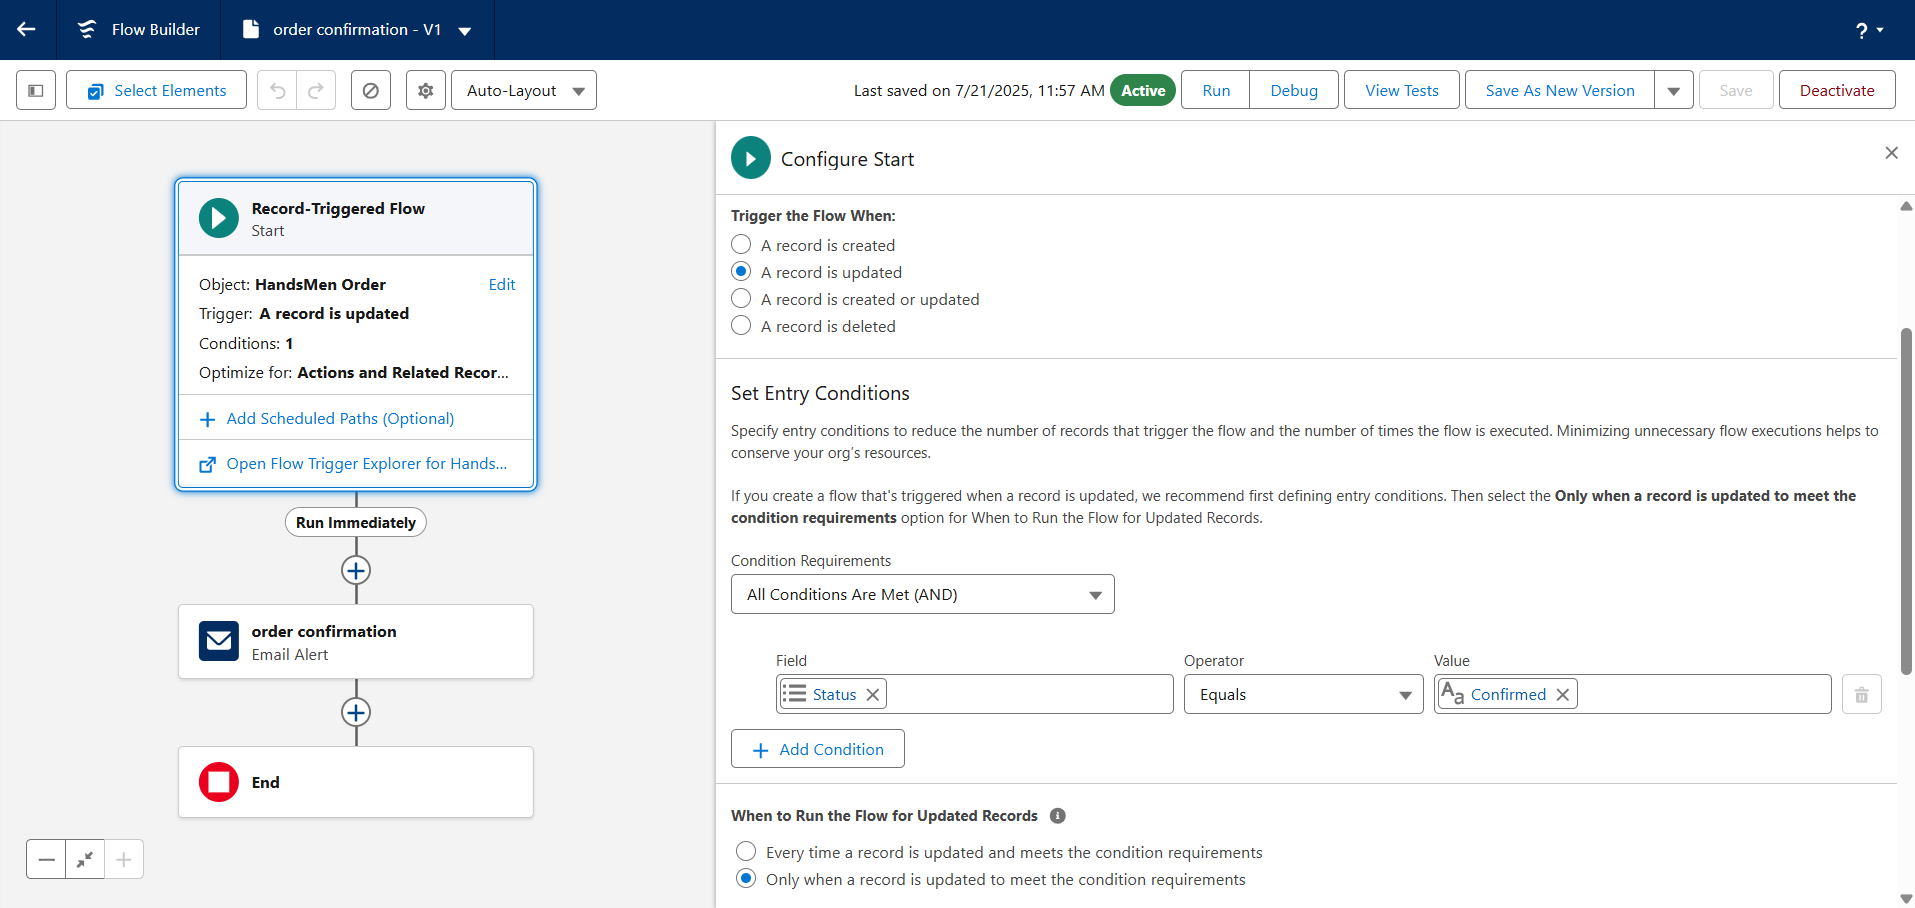 Flow Builder
order confirmation - V1
?
Select Elements
Auto-Layout
Last saved on 7/21/2025, 11:57 AM
Active
Run
Debug
View Tests
Save As New Version
Save
Deactivate
Record-Triggered Flow
Start
Object: HandsMen Order
Edit
Trigger: A record is updated
Conditions: 1
Optimize for: Actions and Related Recor...
Add Scheduled Paths (Optional)
Open Flow Trigger Explorer for Hands...
Run Immediately
order confirmation
Email Alert
End
Configure Start
Trigger the Flow When:
A record is created
A record is updated
A record is created or updated
A record is deleted
Set Entry Conditions
Specify entry conditions to reduce the number of records that trigger the flow and the number of times the flow is executed. Minimizing unnecessary flow executions helps to
conserve your org's resources.
If you create a flow that's triggered when a record is updated, we recommend first defining entry conditions. Then select the Only when a record is updated to meet the
condition requirements option for When to Run the Flow for Updated Records.
Condition Requirements
All Conditions Are Met (AND)
Field
Operator
Value
Status
Equals
Aa Confirmed
Add Condition
When to Run the Flow for Updated Records
Every time a record is updated and meets the condition requirements
Only when a record is updated to meet the condition requirements